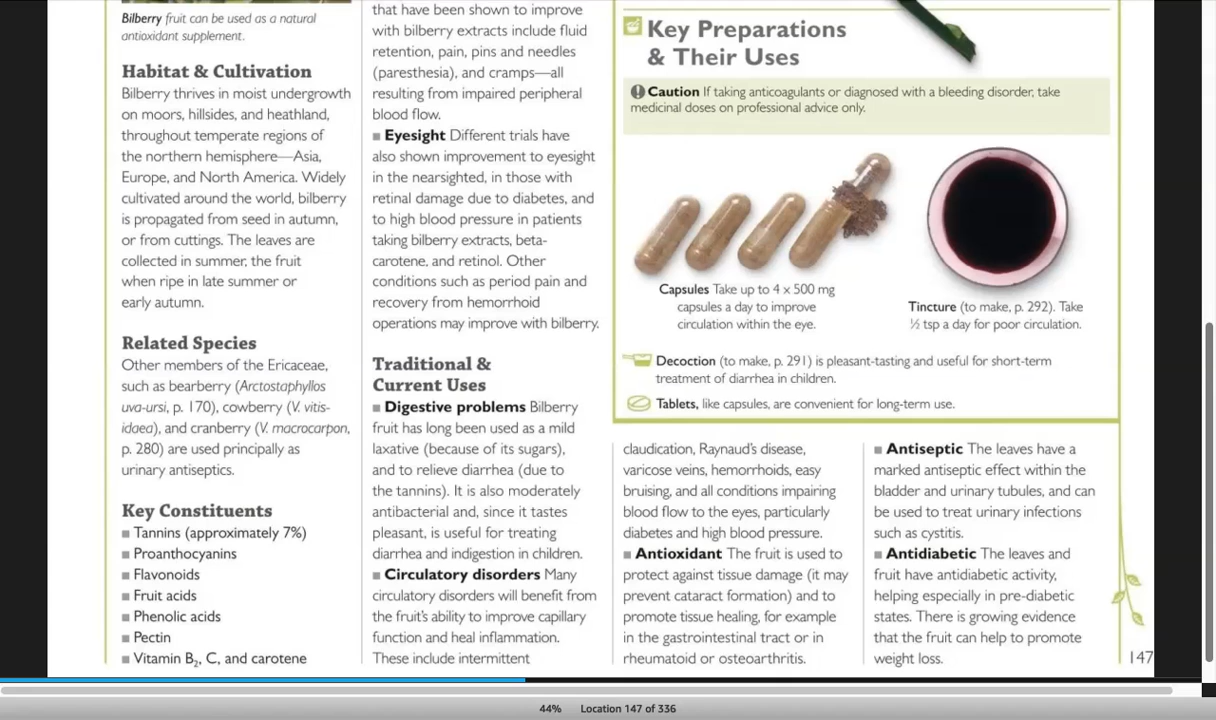 Bilberry fruit can be used as a natural
antioxidant supplement.
Habitat & Cultivation
Bilberry thrives in moist undergrowth
on moors, hillsides, and heathland,
throughout temperate regions of
the northern hemisphere—Asia,
Europe, and North America. Widely
cultivated around the world, bilberry
is propagated from seed in autumn,
or from cuttings. The leaves are
collected in summer, the fruit
when ripe in late summer or
early autumn.
Related Species
Other members of the Ericaceae,
such as bearberry (Arctostaphyllos
uva-ursi, p. 170), cowberry (V. vitis-
idaea), and cranberry (V. macrocarpon,
p. 280) are used principally as
urinary antiseptics.
Key Constituents
■ Tannins (approximately 7%)
■ Proanthocyanins
■ Flavonoids
■ Fruit acids
■ Phenolic acids
■ Pectin
■ Vitamin B₂, C, and carotene
that have been shown to improve
with bilberry extracts include fluid
retention, pain, pins and needles
(paresthesia), and cramps—all
resulting from impaired peripheral
blood flow.
■ Eyesight Different trials have
also shown improvement to eyesight
in the nearsighted, in those with
retinal damage due to diabetes, and
to high blood pressure in patients
taking bilberry extracts, beta-
carotene, and retinol. Other
conditions such as period pain and
recovery from hemorrhoid
operations may improve with bilberry.
Traditional &
Current Uses
■ Digestive problems Bilberry
fruit has long been used as a mild
laxative (because of its sugars),
and to relieve diarrhea (due to
the tannins). It is also moderately
antibacterial and, since it tastes
pleasant, is useful for treating
diarrhea and indigestion in children.
■ Circulatory disorders Many
circulatory disorders will benefit from
the fruit's ability to improve capillary
function and heal inflammation.
These include intermittent
Key Preparations
& Their Uses
Caution If taking anticoagulants or diagnosed with a bleeding disorder, take
medicinal doses on professional advice only.
Capsules Take up to 4 x 500 mg
capsules a day to improve
circulation within the eye.
Tincture (to make, p. 292). Take
½ tsp a day for poor circulation.
Decoction (to make, p. 291) is pleasant-tasting and useful for short-term
treatment of diarrhea in children.
Tablets, like capsules, are convenient for long-term use.
claudication, Raynaud's disease,
varicose veins, hemorrhoids, easy
bruising, and all conditions impairing
blood flow to the eyes, particularly
diabetes and high blood pressure.
■ Antioxidant The fruit is used to
protect against tissue damage (it may
prevent cataract formation) and to
promote tissue healing, for example
in the gastrointestinal tract or in
rheumatoid or osteoarthritis.
■ Antiseptic The leaves have a
marked antiseptic effect within the
bladder and urinary tubules, and can
be used to treat urinary infections
such as cystitis.
■ Antidiabetic The leaves and
fruit have antidiabetic activity,
helping especially in pre-diabetic
states. There is growing evidence
that the fruit can help to promote
weight loss.
147
44% Location 147 of 336